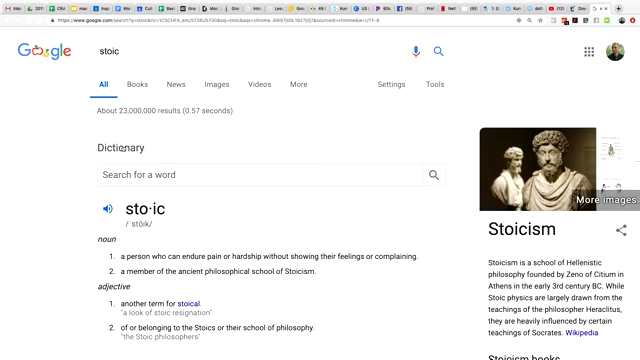 Google
stoic
All Books News Images Videos More Settings Tools
About 23,000,000 results (0.57 seconds)
Dictionary
Search for a word
sto·ic
/ˈstōik/
noun
1. a person who can endure pain or hardship without showing their feelings or complaining.
2. a member of the ancient philosophical school of Stoicism.
adjective
1. another term for stoical.
"a look of stoic resignation"
2. of or belonging to the Stoics or their school of philosophy.
"the Stoic philosophers"
More images
Stoicism
Stoicism is a school of Hellenistic
philosophy founded by Zeno of Citium in
Athens in the early 3rd century BC. While
Stoic physics are largely drawn from the
teachings of the philosopher Heraclitus,
they are heavily influenced by certain
teachings of Socrates. Wikipedia
Stoicism books